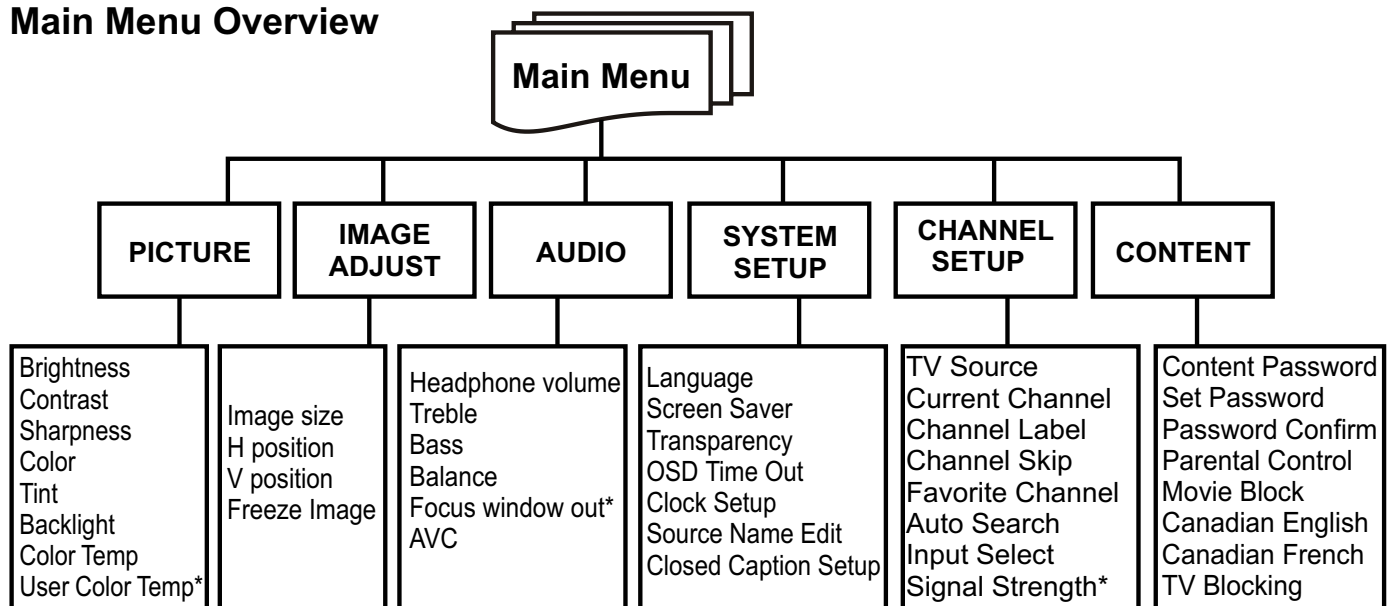 Main Menu Overview
Main Menu
PICTURE
IMAGE
ADJUST
AUDIO
SYSTEM
SETUP
CHANNEL
SETUP
CONTENT
Brightness
Contrast
Sharpness
Color
Tint
Backlight
Color Temp
User Color Temp*
Image size
H position
V position
Freeze Image
Headphone volume
Treble
Bass
Balance
Focus window out*
AVC
Language
Screen Saver
Transparency
OSD Time Out
Clock Setup
Source Name Edit
Closed Caption Setup
TV Source
Current Channel
Channel Label
Channel Skip
Favorite Channel
Auto Search
Input Select
Signal Strength*
Content Password
Set Password
Password Confirm
Parental Control
Movie Block
Canadian English
Canadian French
TV Blocking